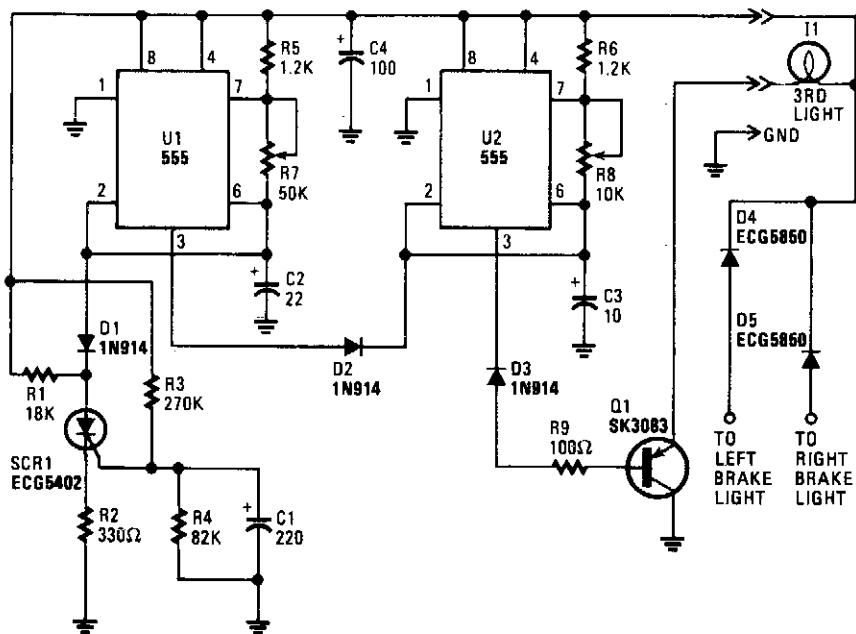 I1
3RD
LIGHT
GND
8
4
R5
1.2K
C4
100
+
8
4
R6
1.2K
1
7
U1
555
R7
50K
2
6
3
1
7
U2
555
R8
10K
2
6
3
+
C2
22
+
C3
10
D4
ECG5860
D5
ECG5860
D1
1N914
R1
18K
R3
270K
D2
1N914
D3
1N914
R9
100Ω
Q1
SK3083
TO
LEFT
BRAKE
LIGHT
TO
RIGHT
BRAKE
LIGHT
SCR1
ECG5402
R2
330Ω
R4
82K
+
C1
220